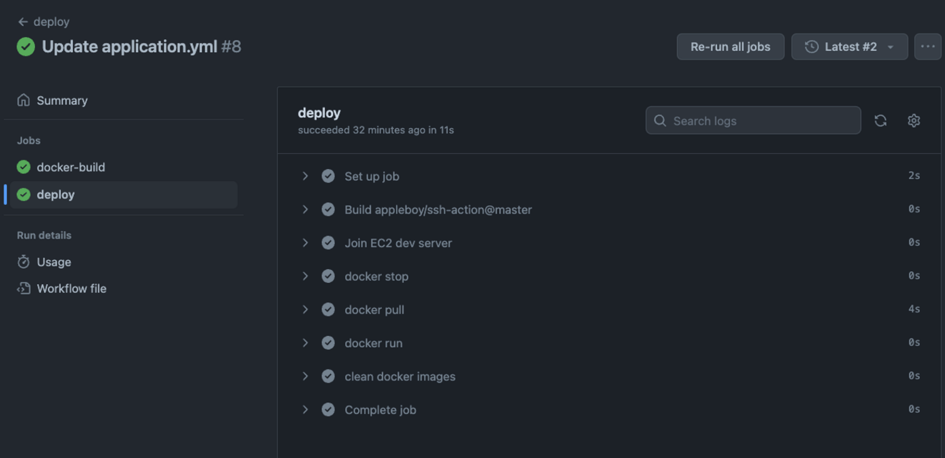 deploy
Update application.yml #8
Re-run all jobs
Latest #2
Summary
Jobs
docker-build
deploy
Run details
Usage
Workflow file
deploy
succeeded 32 minutes ago in 11s
Search logs
Set up job 2s
Build appleboy/ssh-action@master 0s
Join EC2 dev server 0s
docker stop 0s
docker pull 4s
docker run 0s
clean docker images 0s
Complete job 0s